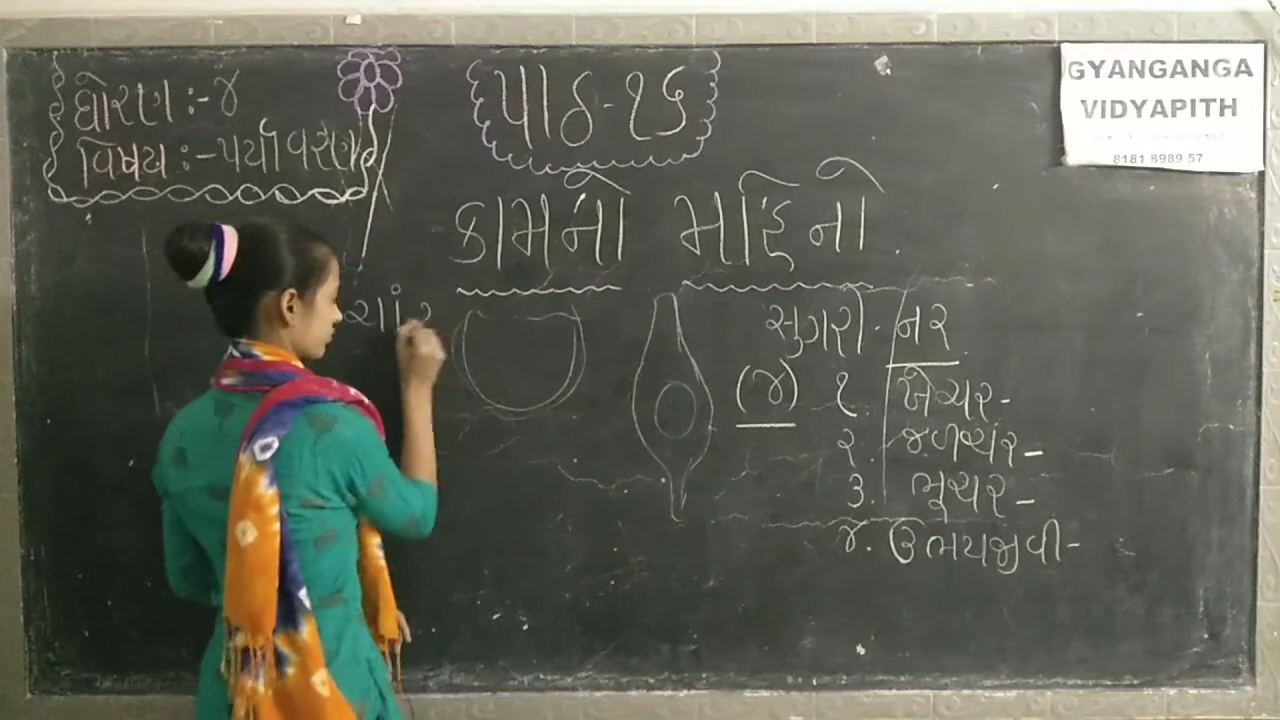 ધોરણ :- ૪
વિષય :- પર્યાવરણ
પાઠ - ૧૬
કામનો મહિનો
સુગરી - નર
(જ) ૧ ખેચર -
૨. જળચર -
૩. ભૂચર -
૪. ઉભયજીવી -
GYANGANGA
VIDYAPITH
8181 8989 57